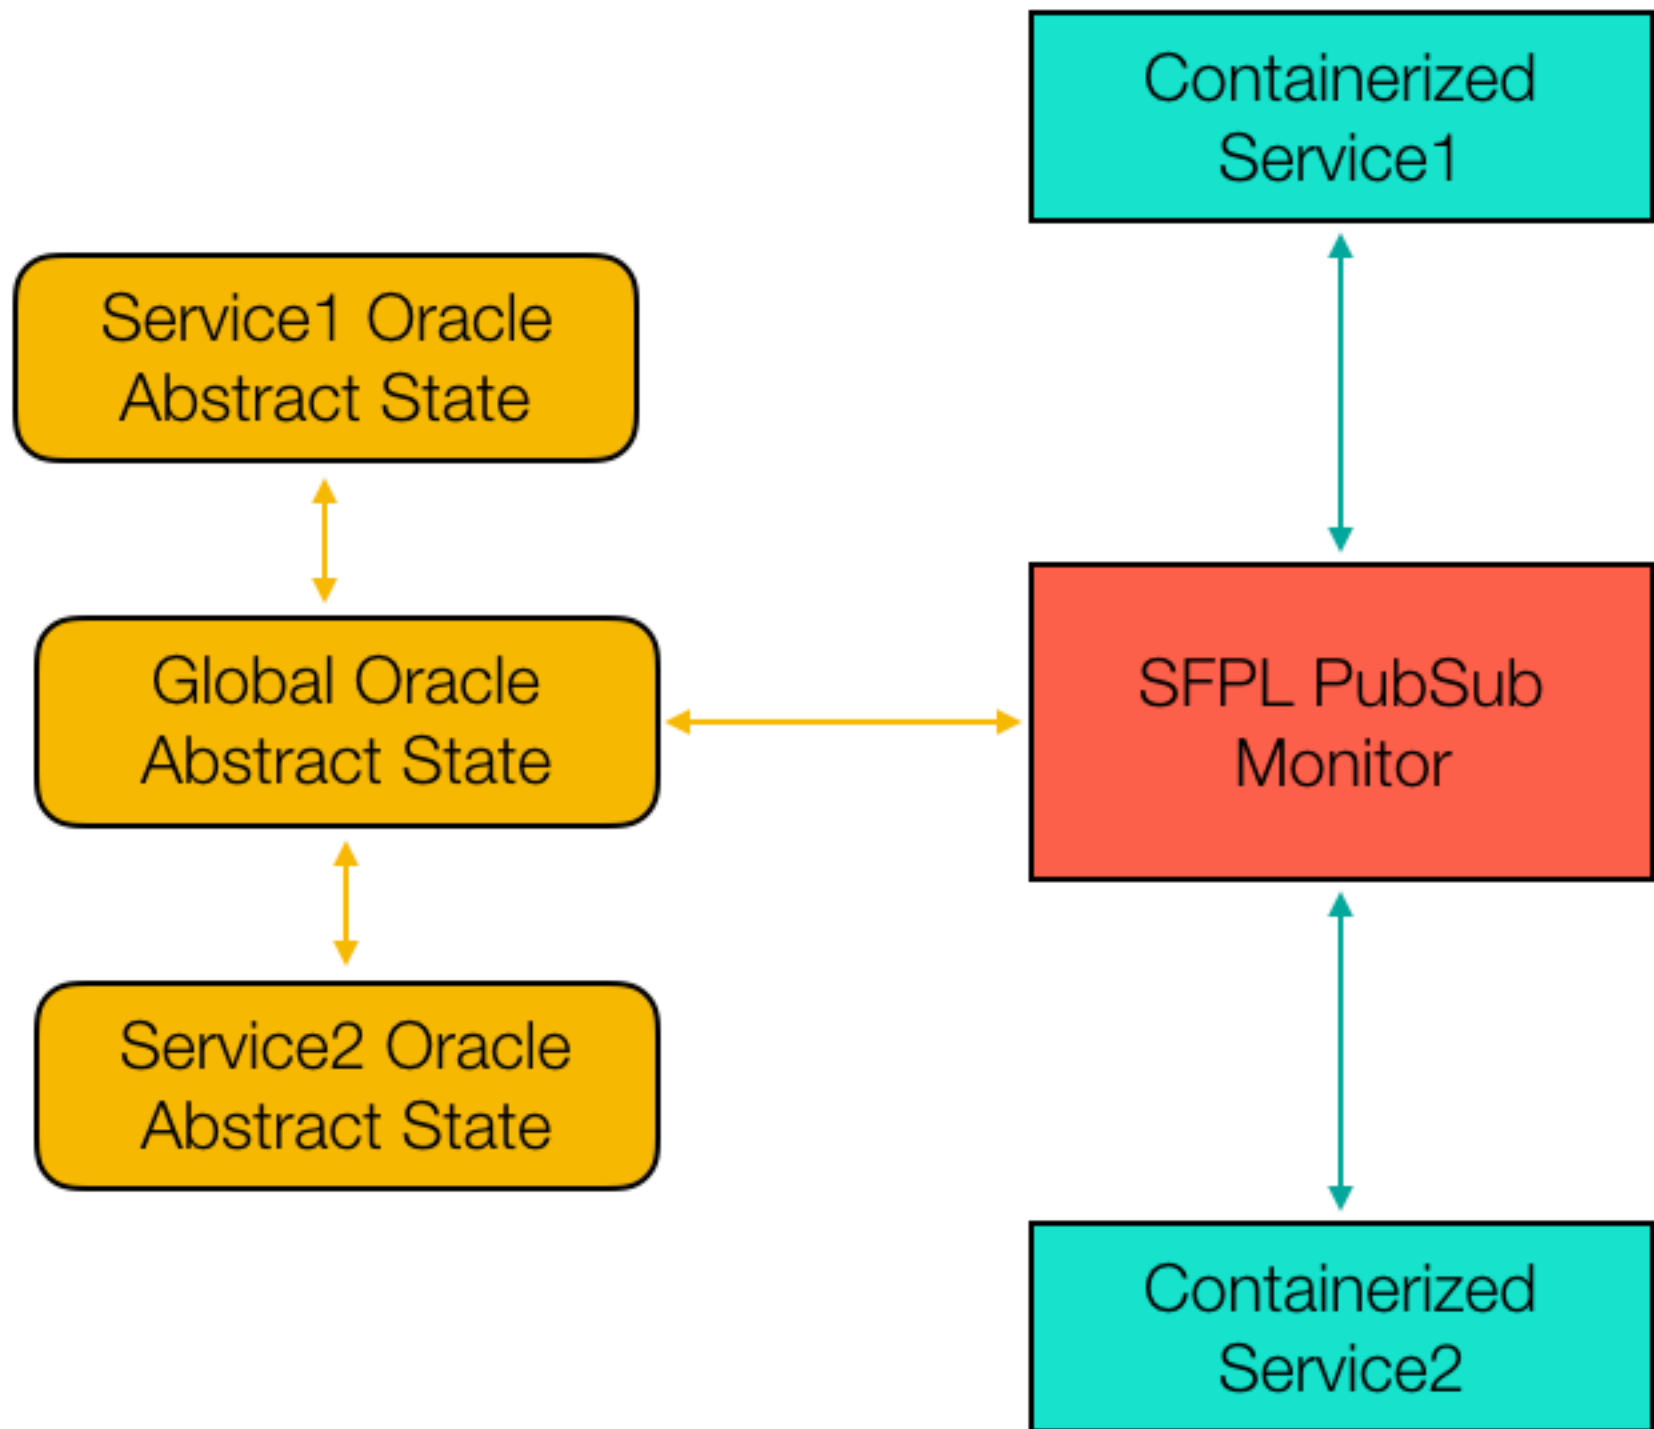 Containerized
Service1
Service1 Oracle
Abstract State
Global Oracle
Abstract State
SFPL PubSub
Monitor
Service2 Oracle
Abstract State
Containerized
Service2